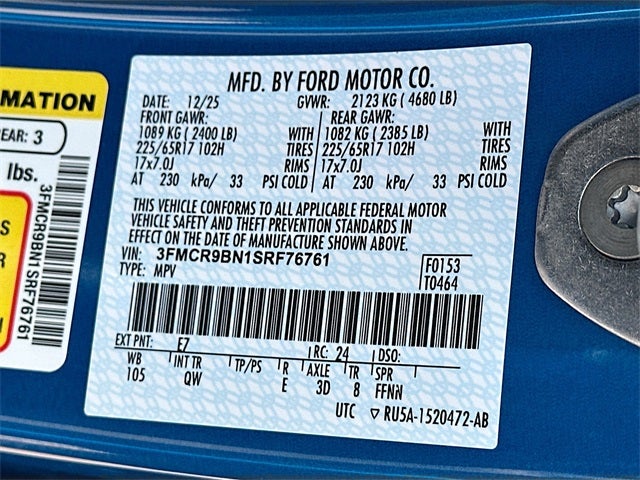 MATION
REAR: 3
lbs.
3FMCR9BN1SRF76761
MFD. BY FORD MOTOR CO.
DATE: 12/25 GVWR: 2123 KG ( 4680 LB)
FRONT GAWR: REAR GAWR:
1089 KG ( 2400 LB) WITH 1082 KG ( 2385 LB) WITH
225/65R17 102H TIRES 225/65R17 102H TIRES
17x7.0J RIMS 17x7.0J RIMS
AT 230 kPa/ 33 PSI COLD AT 230 kPa/ 33 PSI COLD
THIS VEHICLE CONFORMS TO ALL APPLICABLE FEDERAL MOTOR
VEHICLE SAFETY AND THEFT PREVENTION STANDARDS IN
EFFECT ON THE DATE OF MANUFACTURE SHOWN ABOVE.
VIN: 3FMCR9BN1SRF76761
TYPE: MPV
F0153
T0464
EXT PNT: E7 RC: 24 DSO:
WB INT TR TP/PS R AXLE TR SPR
105 QW E 3D 8 FFNN
UTC ▽ RU5A-1520472-AB